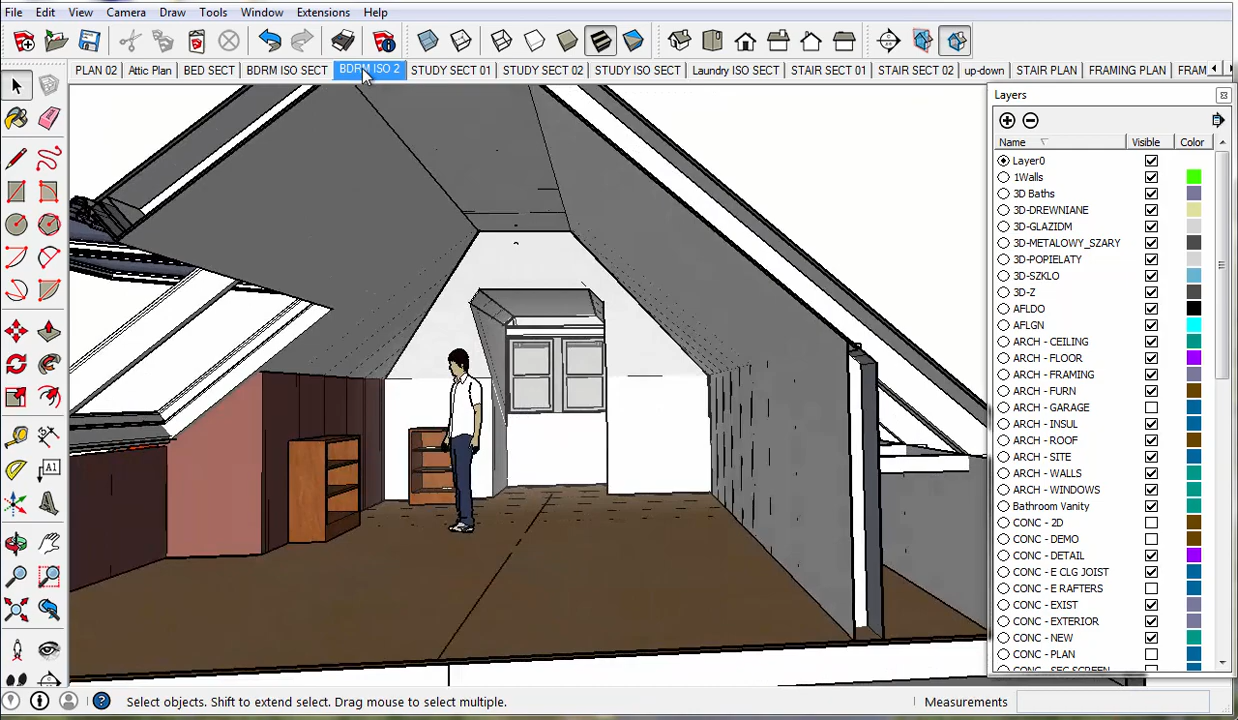 File Edit View Camera Draw Tools Window Extensions Help
PLAN 02 Attic Plan BED SECT BDRM ISO SECT BDRM ISO 2 STUDY SECT 01 STUDY SECT 02 STUDY ISO SECT Laundry ISO SECT STAIR SECT 01 STAIR SECT 02 up-down STAIR PLAN FRAMING PLAN FRAM
Layers
Name Visible Color
Layer0
1Walls
3D Baths
3D-DREWNIANE
3D-GLAZIDM
3D-METALOWY_SZARY
3D-POPIELATY
3D-SZKLO
3D-Z
AFLDO
AFLGN
ARCH - CEILING
ARCH - FLOOR
ARCH - FRAMING
ARCH - FURN
ARCH - GARAGE
ARCH - INSUL
ARCH - ROOF
ARCH - SITE
ARCH - WALLS
ARCH - WINDOWS
Bathroom Vanity
CONC - 2D
CONC - DEMO
CONC - DETAIL
CONC - E CLG JOIST
CONC - E RAFTERS
CONC - EXIST
CONC - EXTERIOR
CONC - NEW
CONC - PLAN
CONC - SEC SCREEN
A1
Select objects. Shift to extend select. Drag mouse to select multiple. Measurements